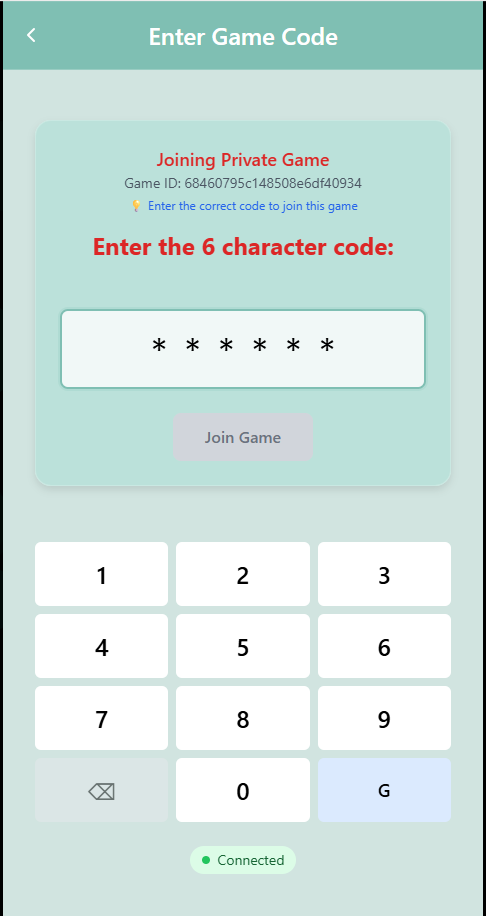 Enter Game Code
Joining Private Game
Game ID: 68460795c148508e6df40934
💡 Enter the correct code to join this game
Enter the 6 character code:
* * * * * *
Join Game
1 2 3
4 5 6
7 8 9
⌫ 0 G
Connected